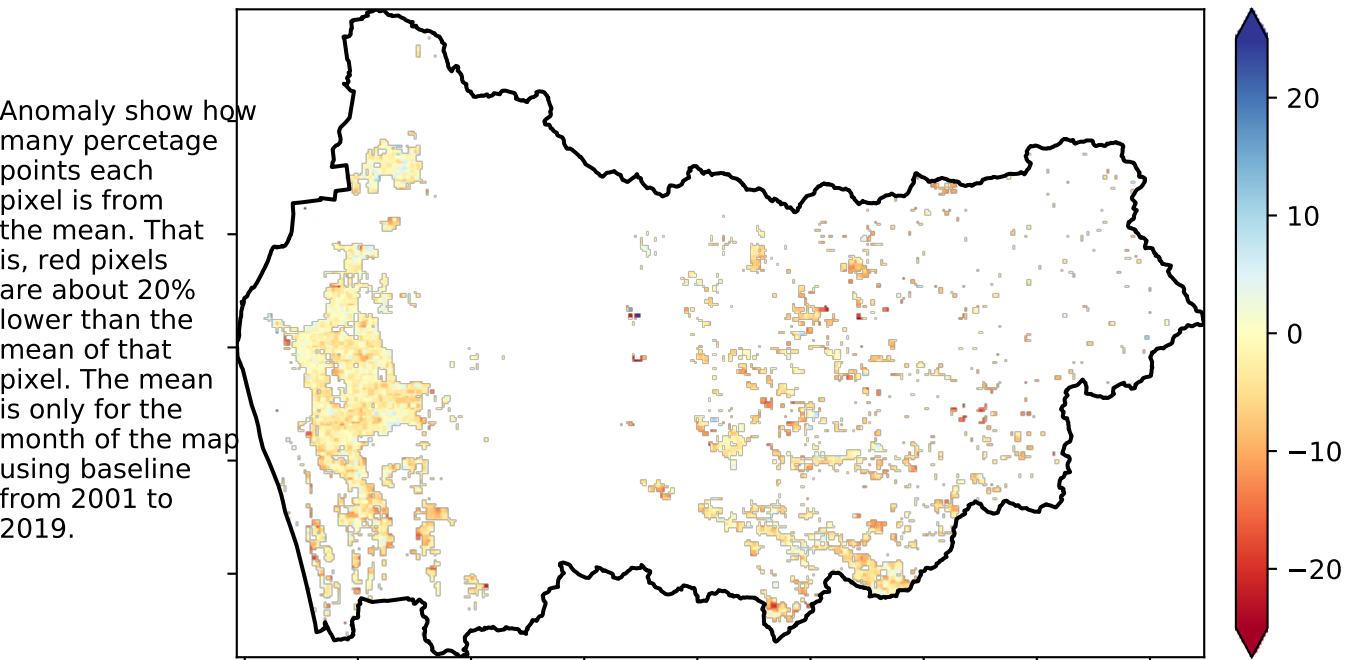 Anomaly show how
many percetage
points each
pixel is from
the mean. That
is, red pixels
are about 20%
lower than the
mean of that
pixel. The mean
is only for the
month of the map
using baseline
from 2001 to
2019.
20
10
0
−10
−20